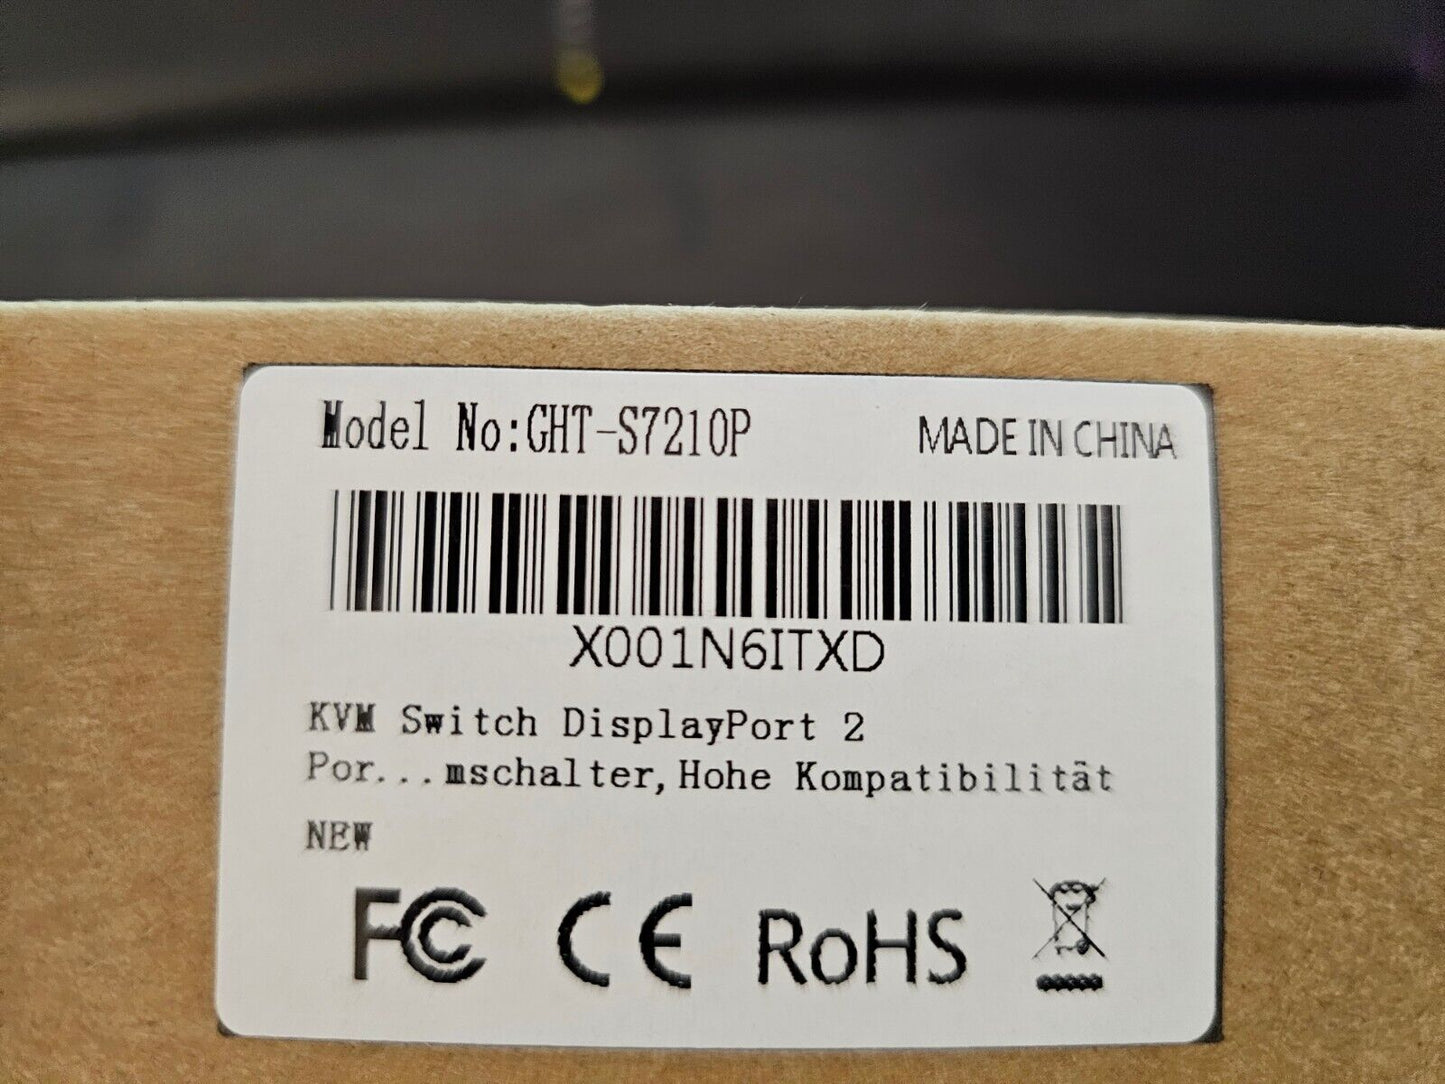 Model No:GHT-S7210P
MADE IN CHINA
X001N6ITXD
KVM Switch DisplayPort 2
Por...mschalter,Hohe Kompatibilität
NEW
FC CE RoHS